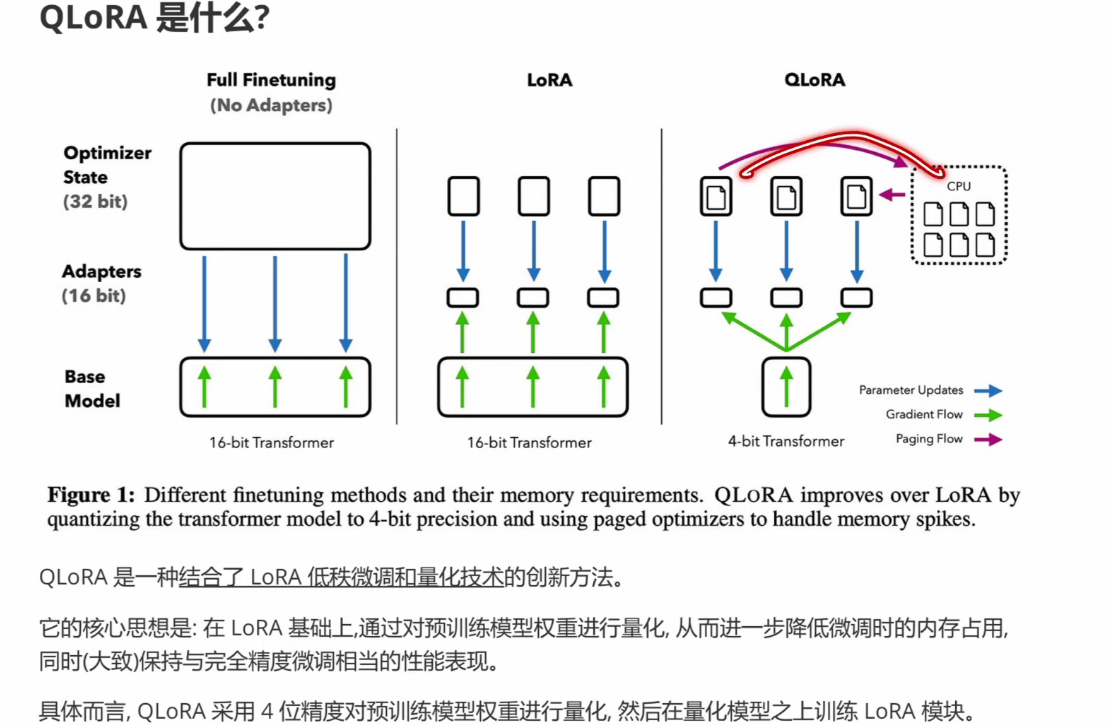 QLoRA 是什么?
Full Finetuning
(No Adapters)
LoRA
QLoRA
Optimizer
State
(32 bit)
CPU
Adapters
(16 bit)
Base
Model
Parameter Updates
Gradient Flow
Paging Flow
16-bit Transformer
16-bit Transformer
4-bit Transformer
Figure 1: Different finetuning methods and their memory requirements. QLORA improves over LoRA by
quantizing the transformer model to 4-bit precision and using paged optimizers to handle memory spikes.
QLoRA 是一种结合了 LoRA 低秩微调和量化技术的创新方法。
它的核心思想是: 在 LoRA 基础上,通过对预训练模型权重进行量化, 从而进一步降低微调时的内存占用,
同时(大致)保持与完全精度微调相当的性能表现。
具体而言, QLoRA 采用 4 位精度对预训练模型权重进行量化, 然后在量化模型之上训练 LoRA 模块。